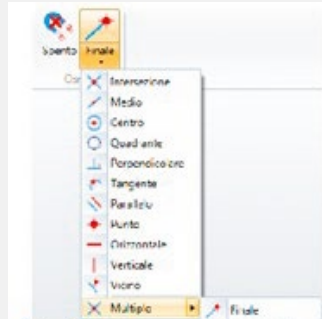 Spento Finale
Intersezione
Medio
Centro
Quadrante
Perpendicolare
Tangente
Parallelo
Punto
Orizzontale
Verticale
Vicino
Multiplo Finale